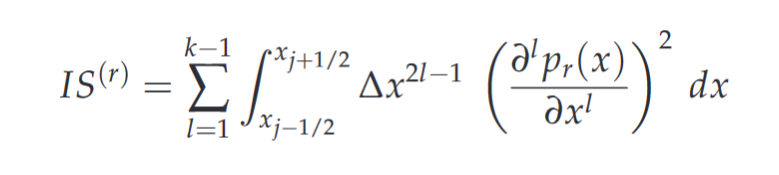 IS^{(r)} = \sum_{l=1}^{k-1} \int_{x_{j-1/2}}^{x_{j+1/2}} \Delta x^{2l-1} \left( \frac{\partial^l p_r(x)}{\partial x^l} \right)^2 dx